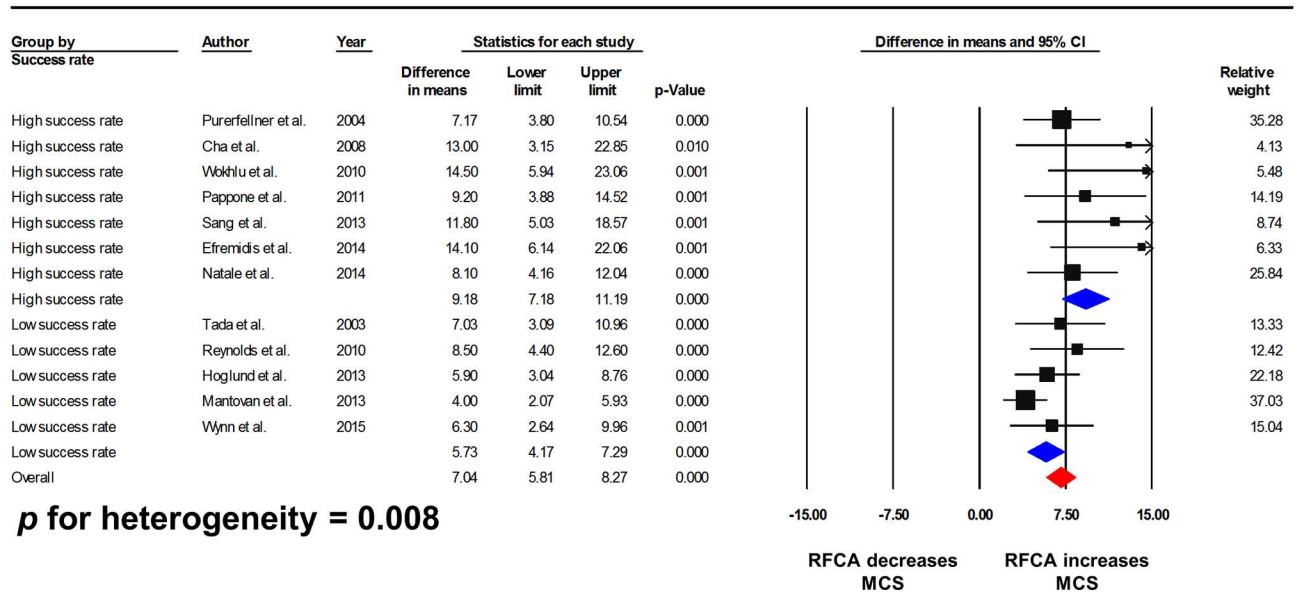 Group by Author Year Statistics for each study Difference in means and 95% CI
Success rate
Difference in means Lower limit Upper limit p-Value Relative weight
High success rate Purerfellner et al. 2004 7.17 3.80 10.54 0.000 35.28
High success rate Cha et al. 2008 13.00 3.15 22.85 0.010 4.13
High success rate Wokhlu et al. 2010 14.50 5.94 23.06 0.001 5.48
High success rate Pappone et al. 2011 9.20 3.88 14.52 0.001 14.19
High success rate Sang et al. 2013 11.80 5.03 18.57 0.001 8.74
High success rate Efremidis et al. 2014 14.10 6.14 22.06 0.001 6.33
High success rate Natale et al. 2014 8.10 4.16 12.04 0.000 25.84
High success rate 9.18 7.18 11.19 0.000
Low success rate Tada et al. 2003 7.03 3.09 10.96 0.000 13.33
Low success rate Reynolds et al. 2010 8.50 4.40 12.60 0.000 12.42
Low success rate Hoglund et al. 2013 5.90 3.04 8.76 0.000 22.18
Low success rate Mantovan et al. 2013 4.00 2.07 5.93 0.000 37.03
Low success rate Wynn et al. 2015 6.30 2.64 9.96 0.001 15.04
Low success rate 5.73 4.17 7.29 0.000
Overall 7.04 5.81 8.27 0.000
p for heterogeneity = 0.008
-15.00 -7.50 0.00 7.50 15.00
RFCA decreases MCS
RFCA increases MCS